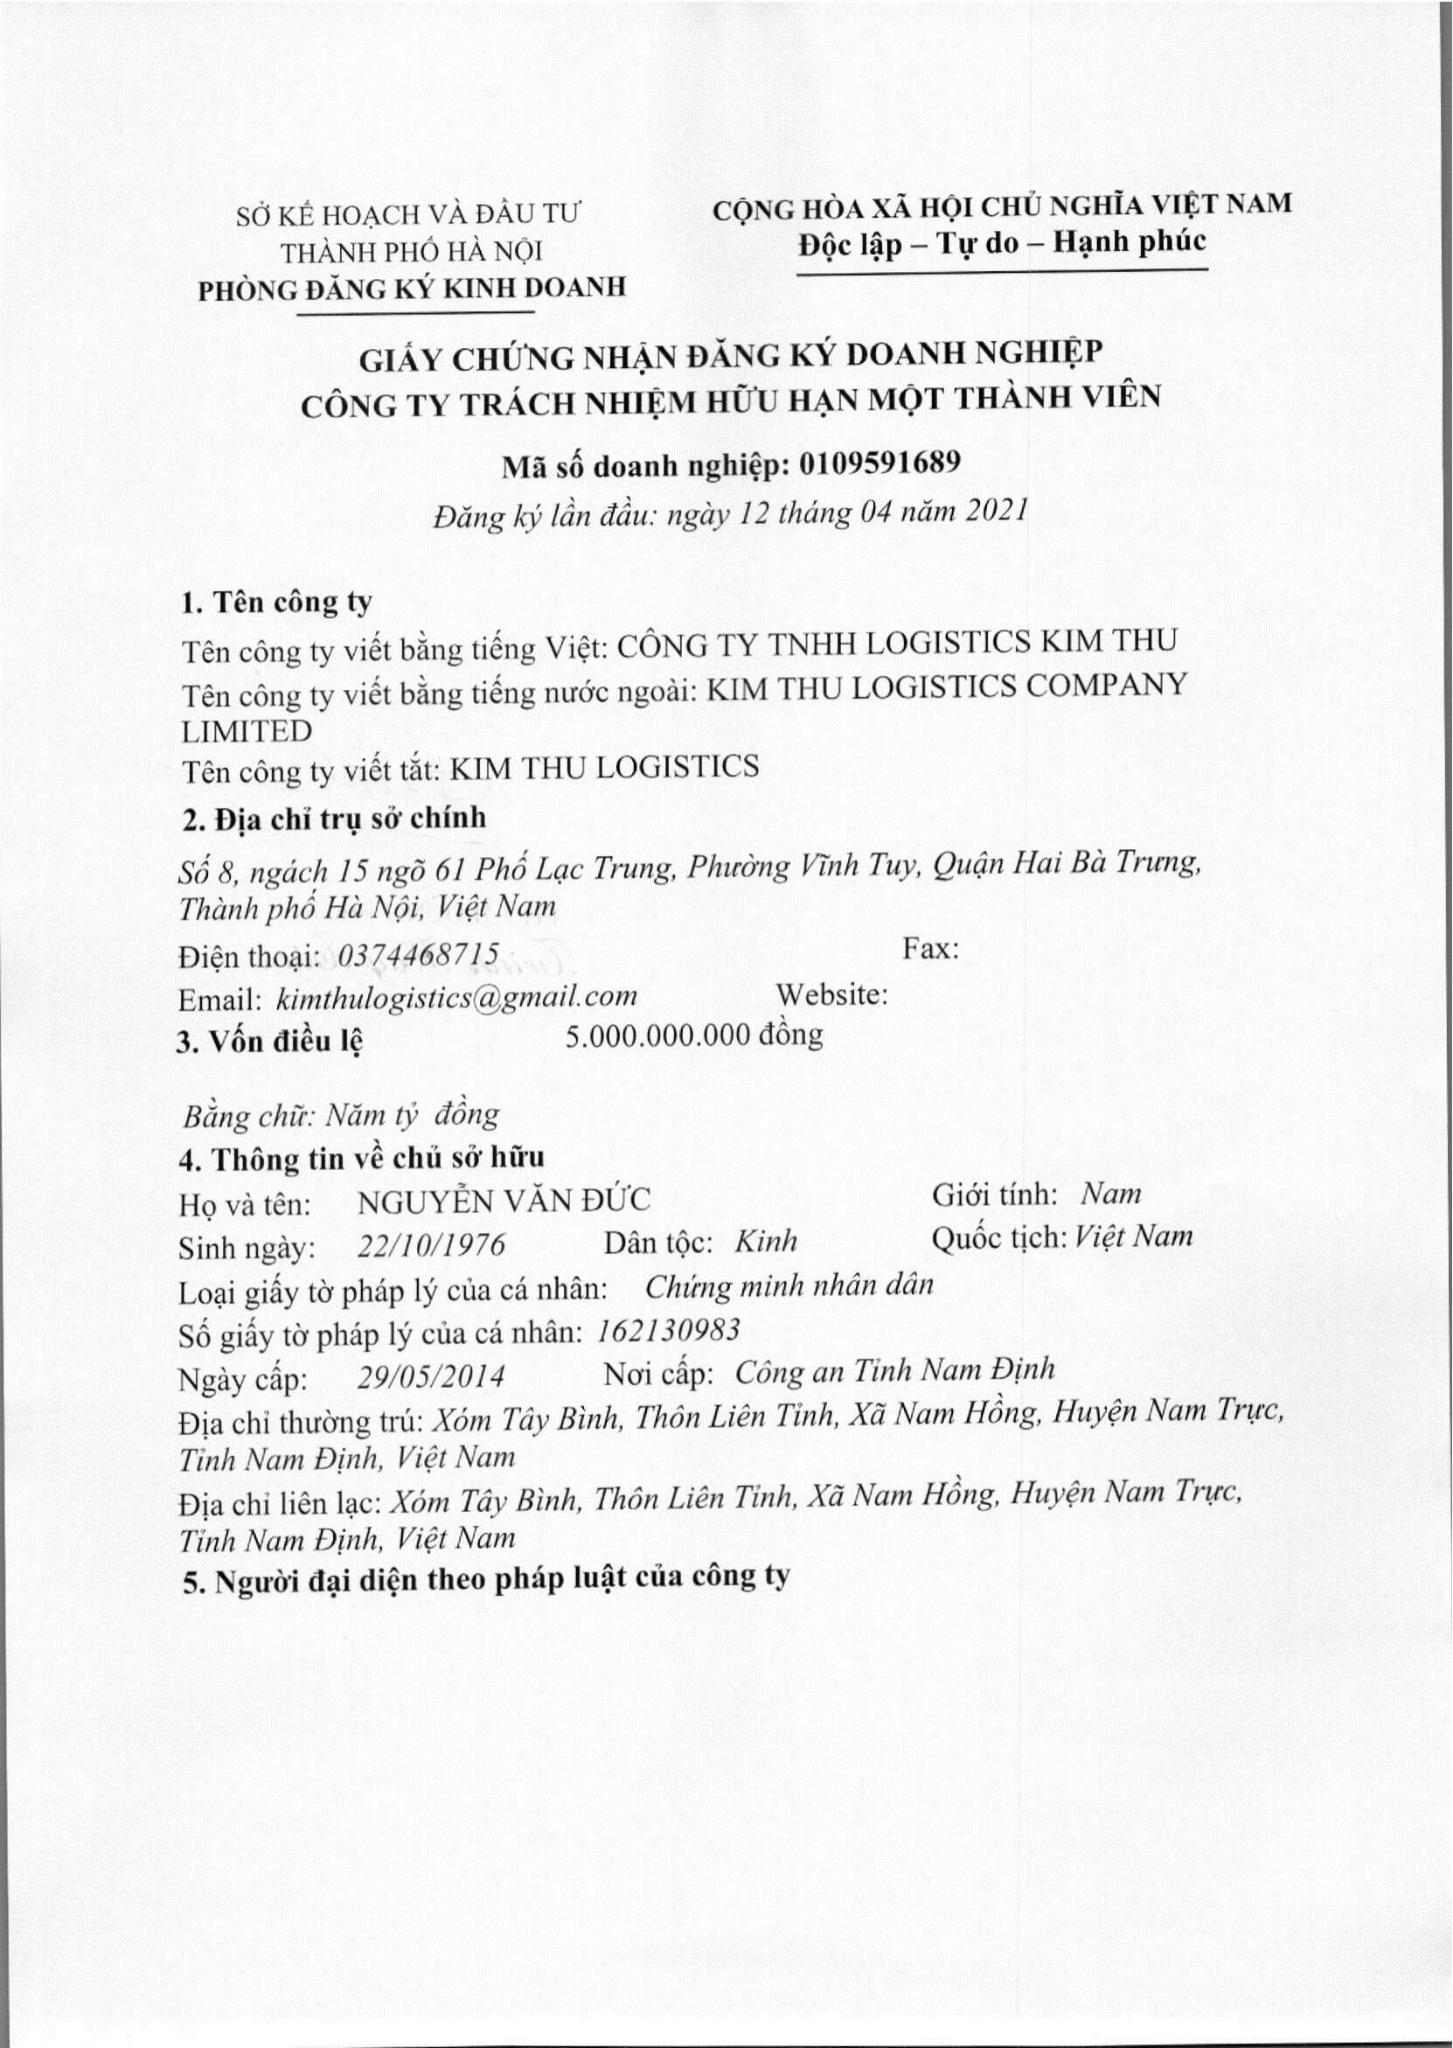 SỞ KẾ HOẠCH VÀ ĐẦU TƯ
THÀNH PHỐ HÀ NỘI
PHÒNG ĐĂNG KÝ KINH DOANH
CỘNG HÒA XÃ HỘI CHỦ NGHĨA VIỆT NAM
Độc lập – Tự do – Hạnh phúc
GIẤY CHỨNG NHẬN ĐĂNG KÝ DOANH NGHIỆP
CÔNG TY TRÁCH NHIỆM HỮU HẠN MỘT THÀNH VIÊN
Mã số doanh nghiệp: 0109591689
Đăng ký lần đầu: ngày 12 tháng 04 năm 2021
1. Tên công ty
Tên công ty viết bằng tiếng Việt: CÔNG TY TNHH LOGISTICS KIM THU
Tên công ty viết bằng tiếng nước ngoài: KIM THU LOGISTICS COMPANY
LIMITED
Tên công ty viết tắt: KIM THU LOGISTICS
2. Địa chỉ trụ sở chính
Số 8, ngách 15 ngõ 61 Phố Lạc Trung, Phường Vĩnh Tuy, Quận Hai Bà Trưng,
Thành phố Hà Nội, Việt Nam
Điện thoại: 0374468715 Fax:
Email: kimthulogistics@gmail.com Website:
3. Vốn điều lệ 5.000.000.000 đồng
Bằng chữ: Năm tỷ đồng
4. Thông tin về chủ sở hữu
Họ và tên: NGUYỄN VĂN ĐỨC Giới tính: Nam
Sinh ngày: 22/10/1976 Dân tộc: Kinh Quốc tịch: Việt Nam
Loại giấy tờ pháp lý của cá nhân: Chứng minh nhân dân
Số giấy tờ pháp lý của cá nhân: 162130983
Ngày cấp: 29/05/2014 Nơi cấp: Công an Tỉnh Nam Định
Địa chỉ thường trú: Xóm Tây Bình, Thôn Liên Tỉnh, Xã Nam Hồng, Huyện Nam Trực,
Tỉnh Nam Định, Việt Nam
Địa chỉ liên lạc: Xóm Tây Bình, Thôn Liên Tỉnh, Xã Nam Hồng, Huyện Nam Trực,
Tỉnh Nam Định, Việt Nam
5. Người đại diện theo pháp luật của công ty